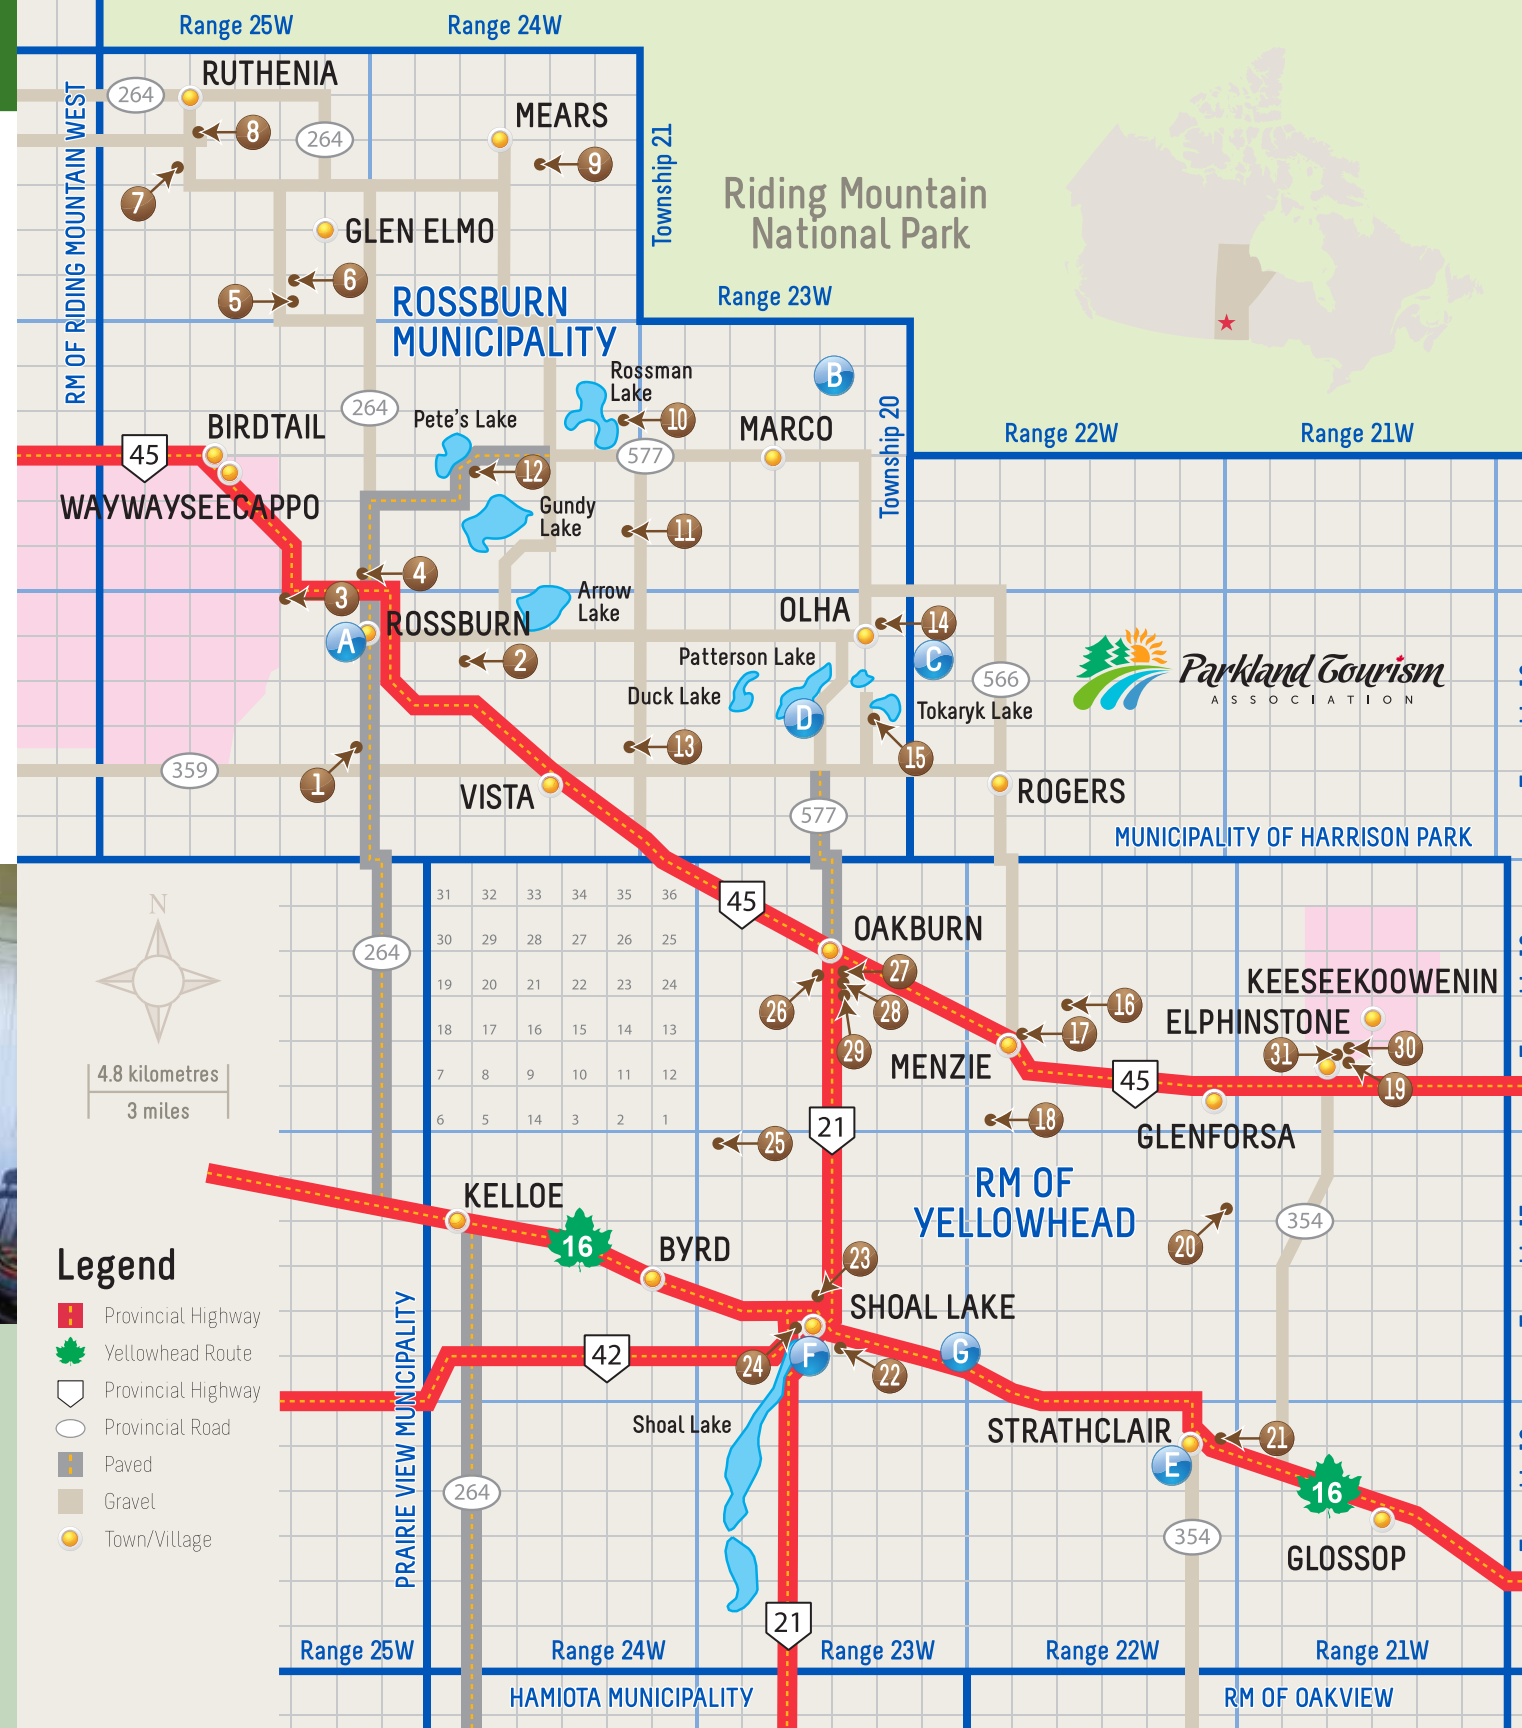 Range 25W
Range 24W
RUTHENIA
264
MEARS
8
264
9
7
Township 21
RM OF RIDING MOUNTAIN WEST
Riding Mountain
National Park
GLEN ELMO
6
5
ROSSBURN
MUNICIPALITY
Range 23W
Rossman
Lake
B
264
Pete's Lake
10
BIRDTAIL
MARCO
Township 20
Range 22W
Range 21W
45
577
12
WAYWAYSEECAPPO
Gundy
Lake
11
4
3
Arrow
Lake
OLHA
14
ROSSBURN
A
2
Patterson Lake
C
566
Parkland Tourism
ASSOCIATION
Duck Lake
D
Tokaryk Lake
13
15
359
1
VISTA
ROGERS
577
MUNICIPALITY OF HARRISON PARK
N
31 32 33 34 35 36
45
OAKBURN
264
30 29 28 27 26 25
27
KEESEEKOOWENIN
19 20 21 22 23 24
26
28
16
ELPHINSTONE
18 17 16 15 14 13
17
29
31
30
MENZIE
4.8 kilometres
3 miles
7 8 9 10 11 12
45
19
6 5 14 3 2 1
21
18
GLENFORSA
25
RM OF
YELLOWHEAD
KELLOE
354
16
BYRD
20
23
Legend
Provincial Highway
Yellowhead Route
Provincial Highway
Provincial Road
Paved
Gravel
Town/Village
SHOAL LAKE
42
24
F
22
G
PRAIRIE VIEW MUNICIPALITY
Shoal Lake
STRATHCLAIR
21
E
264
16
354
GLOSSOP
21
Range 25W
Range 24W
Range 23W
Range 22W
Range 21W
HAMIOTA MUNICIPALITY
RM OF OAKVIEW